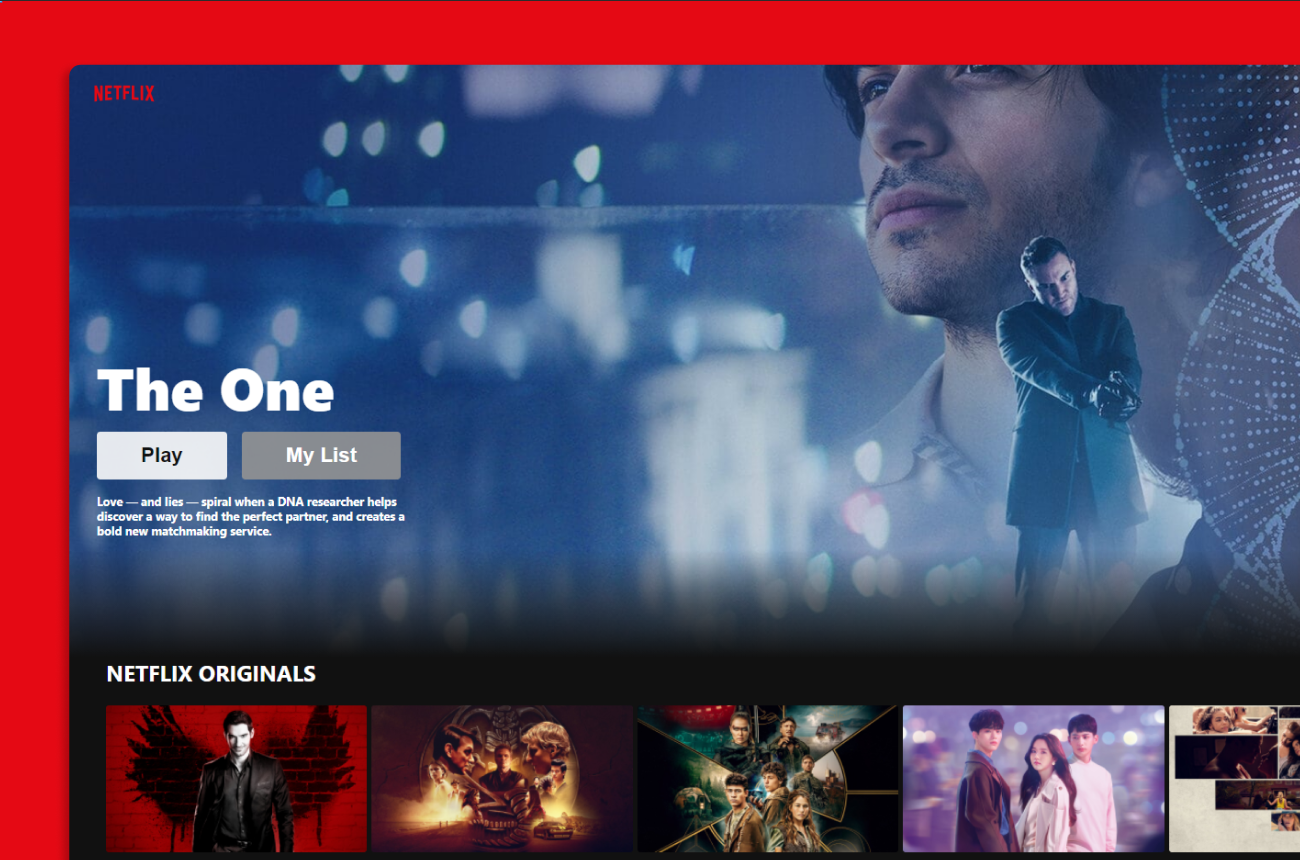 NETFLIX
The One
Play
My List
Love — and lies — spiral when a DNA researcher helps
discover a way to find the perfect partner, and creates a
bold new matchmaking service.
NETFLIX ORIGINALS